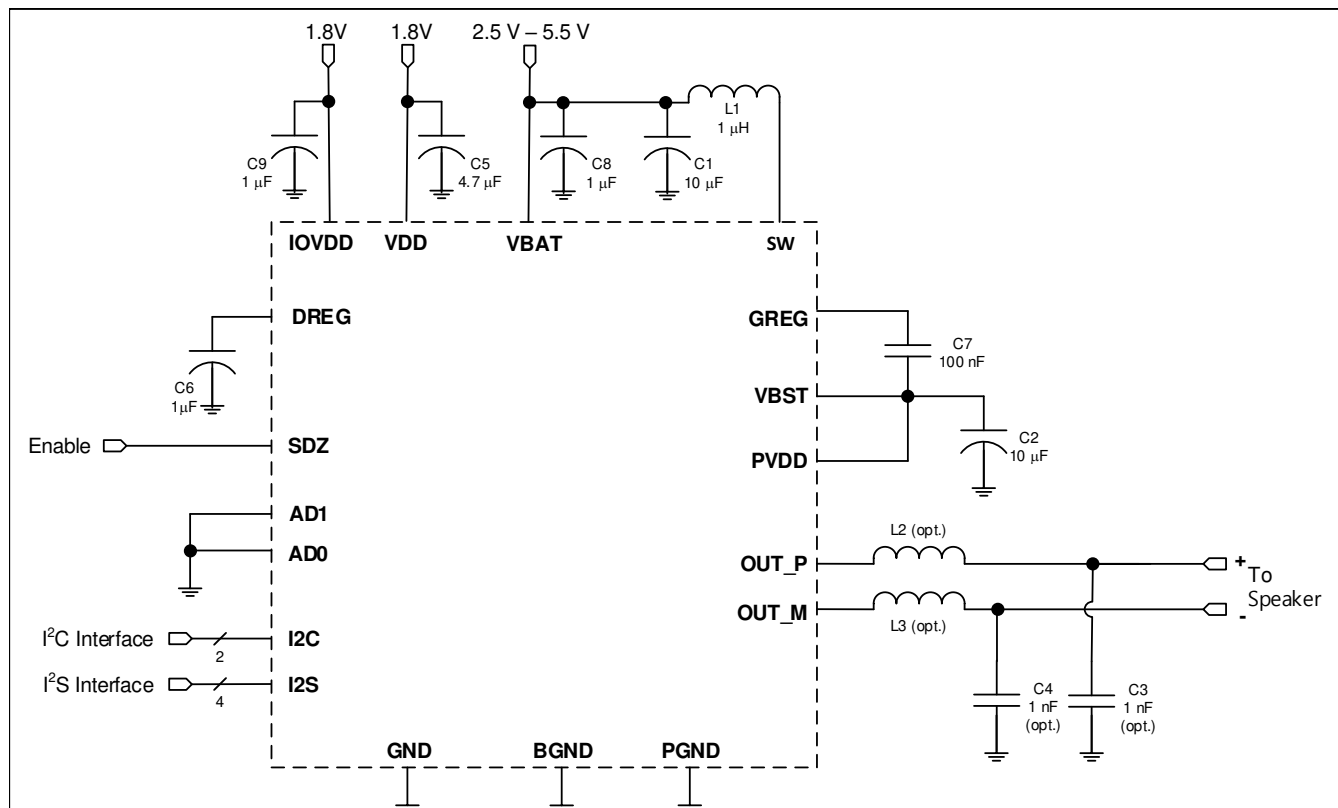 1.8V
1.8V
2.5 V – 5.5 V
L1
1 μH
C9
1 μF
C5
4.7 μF
C8
1 μF
C1
10 μF
IOVDD
VDD
VBAT
SW
DREG
GREG
C7
100 nF
C6
1μF
VBST
C2
10 μF
Enable
SDZ
PVDD
AD1
AD0
L2 (opt.)
OUT_P
+
To
Speaker
OUT_M
-
L3 (opt.)
I²C Interface
2
I2C
I²S Interface
4
I2S
C4
1 nF
(opt.)
C3
1 nF
(opt.)
GND
BGND
PGND